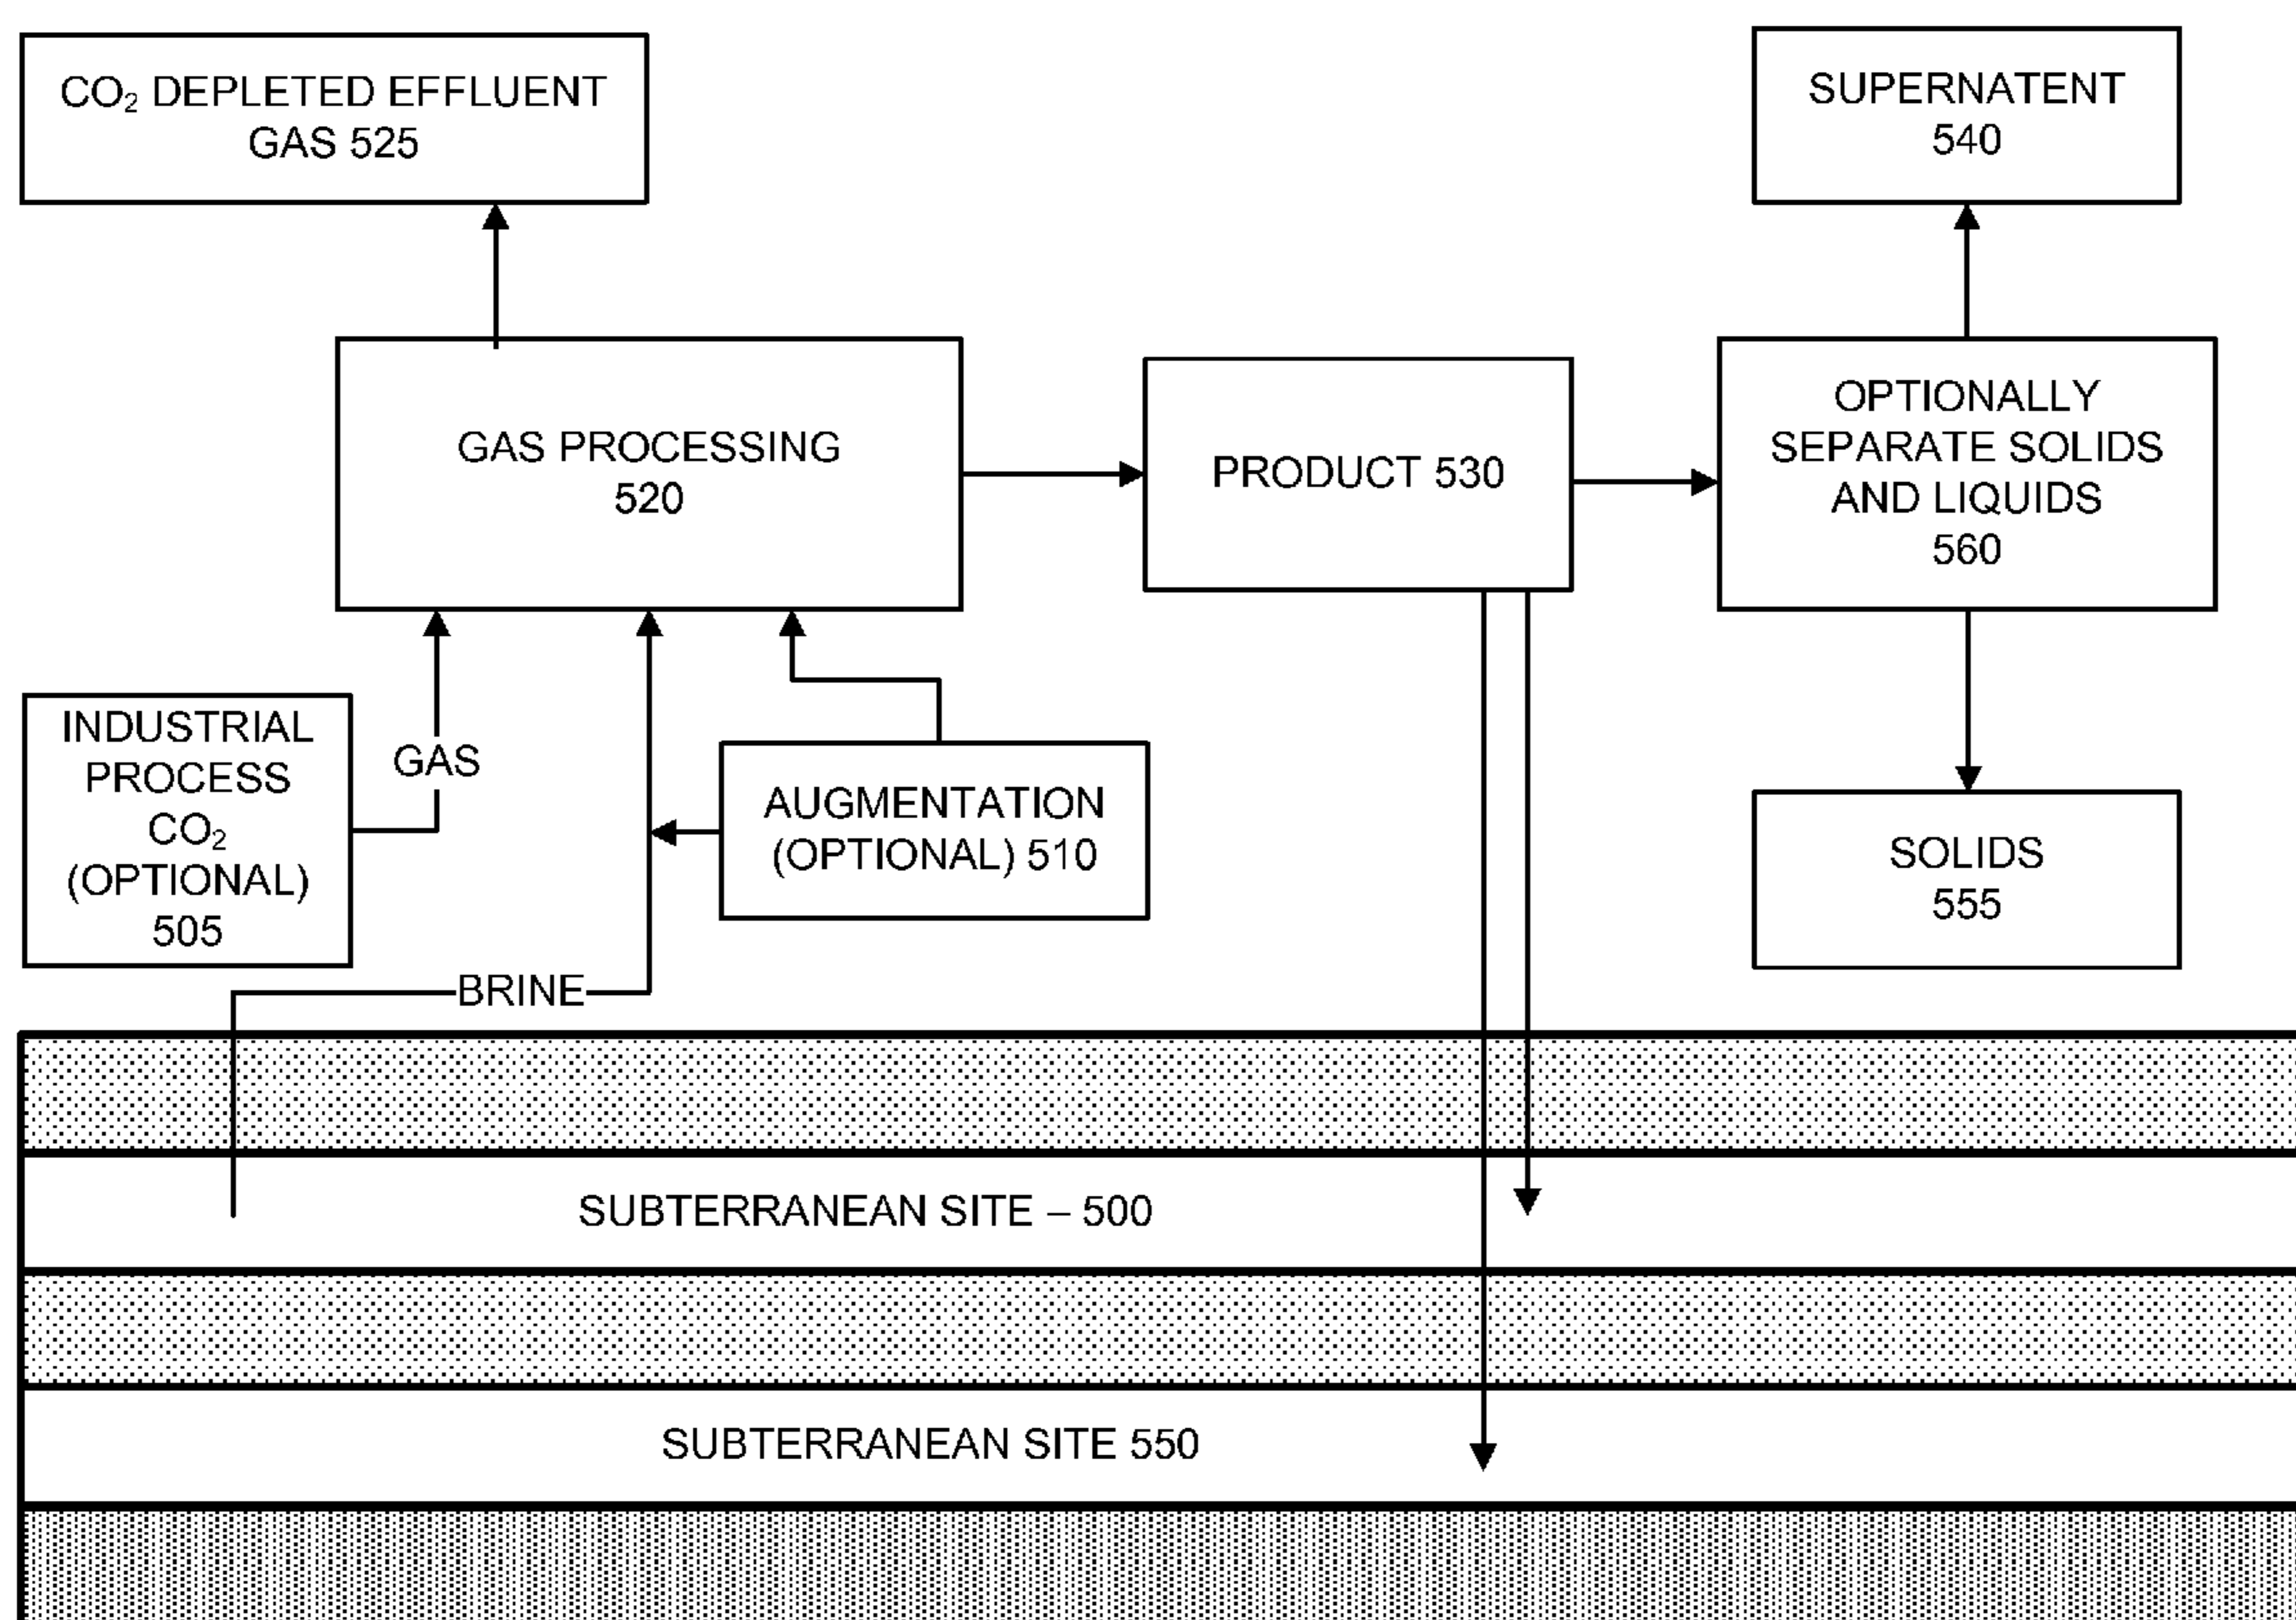 CO₂ DEPLETED EFFLUENT
GAS 525
SUPERNATENT
540
GAS PROCESSING
520
PRODUCT 530
OPTIONALLY
SEPARATE SOLIDS
AND LIQUIDS
560
INDUSTRIAL
PROCESS
CO₂
(OPTIONAL)
505
GAS
AUGMENTATION
(OPTIONAL) 510
SOLIDS
555
BRINE
SUBTERRANEAN SITE – 500
SUBTERRANEAN SITE 550